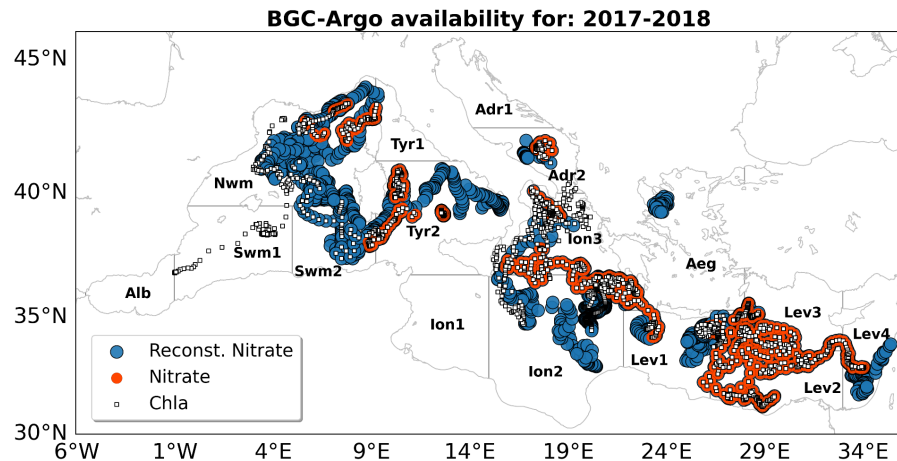 BGC-Argo availability for: 2017-2018
45°N
40°N
35°N
30°N
Adr1
Tyr1
Adr2
Nwm
Tyr2
Ion3
Swm1
Swm2
Aeg
Alb
Ion1
Lev3
Lev4
Lev1
Ion2
Lev2
Reconst. Nitrate
Nitrate
Chla
6°W 1°W 4°E 9°E 14°E 19°E 24°E 29°E 34°E